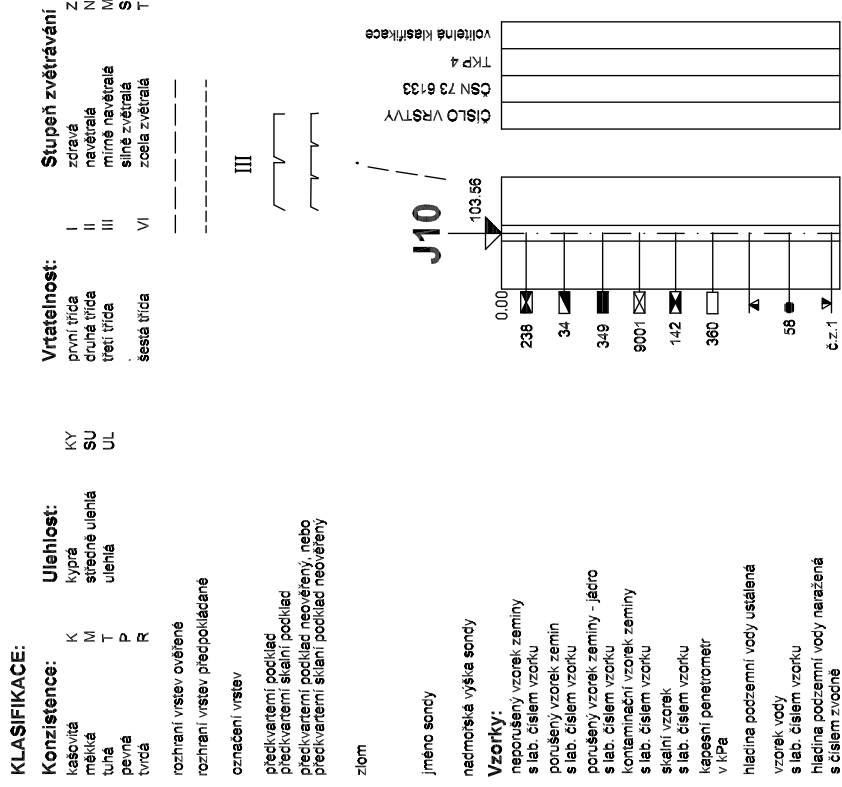 KLASIFIKACE:
Konzistence:
kašovitá K
měkká M
tuhá T
pevná P
tvrdá R
Ulehlost:
kyprá KY
středně ulehlá SU
ulehlá UL
Vrtatelnost:
první třída I
druhá třída II
třetí třída III
.
šestá třída VI
Stupeň zvětrávání
zdravá Z
navětralá N
mírně navětralá M
silně zvětralá S
zcela zvětralá T
rozhraní vrstev ověřené
rozhraní vrstev předpokládané
označení vrstev III
předkvarterní podklad
předkvarterní skalní podklad
předkvarterní podklad neověřený, nebo
předkvarterní sklaní podklad neověřený
zlom
jméno sondy J10
nadmořská výška sondy 103.56
Vzorky:
0.00
neporušený vzorek zeminy
s lab. číslem vzorku 238
porušený vzorek zemin
s lab. číslem vzorku 34
porušený vzorek zeminy - jádro
s lab. číslem vzorku 349
kontaminační vzorek zeminy
s lab. číslem vzorku 9001
skalní vzorek
s lab. číslem vzorku 142
kapesní penetrometr
v kPa 360
hladina podzemní vody ustálená
vzorek vody
s lab. číslem vzorku 58
hladina podzemní vody naražená
s číslem zvodně č.z.1
ČÍSLO VRSTVY
ČSN 73 6133
TKP 4
volitelná klasifikace